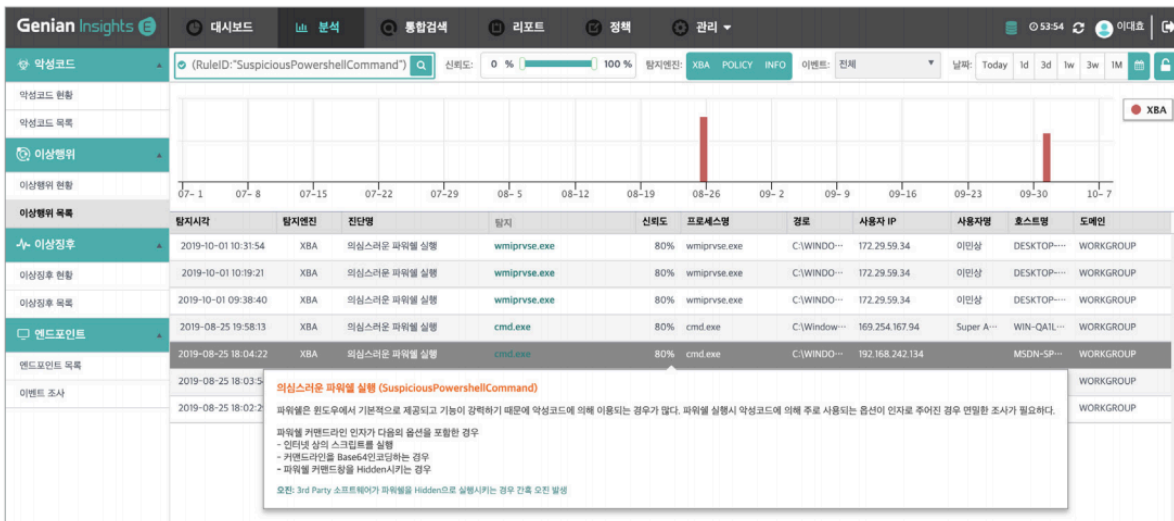 Genian Insights E 대시보드 분석 통합검색 리포트 정책 관리 53:54 이대효
악성코드
악성코드 현황
악성코드 목록
이상행위
이상행위 현황
이상행위 목록
이상징후
이상징후 현황
이상징후 목록
엔드포인트
엔드포인트 목록
이벤트 조사
(RuleID:"SuspiciousPowershellCommand") 신뢰도: 0 % 100 % 탐지엔진: XBA POLICY INFO 이벤트: 전체 날짜: Today 1d 3d 1w 3w 1M
XBA
07- 1 07- 8 07-15 07-22 07-29 08- 5 08-12 08-19 08-26 09- 2 09- 9 09-16 09-23 09-30 10- 7
탐지시각 탐지엔진 진단명 탐지 신뢰도 프로세스명 경로 사용자 IP 사용자명 호스트명 도메인
2019-10-01 10:31:54 XBA 의심스러운 파워쉘 실행 wmiprvse.exe 80% wmiprvse.exe C:\WINDO··· 172.29.59.34 이민상 DESKTOP-··· WORKGROUP
2019-10-01 10:19:21 XBA 의심스러운 파워쉘 실행 wmiprvse.exe 80% wmiprvse.exe C:\WINDO··· 172.29.59.34 이민상 DESKTOP-··· WORKGROUP
2019-10-01 09:38:40 XBA 의심스러운 파워쉘 실행 wmiprvse.exe 80% wmiprvse.exe C:\WINDO··· 172.29.59.34 이민상 DESKTOP-··· WORKGROUP
2019-08-25 19:58:13 XBA 의심스러운 파워쉘 실행 cmd.exe 80% cmd.exe C:\Window··· 169.254.167.94 Super A··· WIN-QA1L··· WORKGROUP
2019-08-25 18:04:22 XBA 의심스러운 파워쉘 실행 cmd.exe 80% cmd.exe C:\WINDO··· 192.168.242.134 MSDN-SP··· WORKGROUP
2019-08-25 18:03:5 WORKGROUP
2019-08-25 18:02:2 WORKGROUP
의심스러운 파워쉘 실행 (SuspiciousPowershellCommand)
파워쉘은 윈도우에서 기본적으로 제공되고 기능이 강력하기 때문에 악성코드에 의해 이용되는 경우가 많다. 파워쉘 실행시 악성코드에 의해 주로 사용되는 옵션이 인자로 주어진 경우 면밀한 조사가 필요하다.
파워쉘 커맨드라인 인자가 다음의 옵션을 포함한 경우
- 인터넷 상의 스크립트를 실행
- 커맨드라인을 Base64인코딩하는 경우
- 파워쉘 커맨드창을 Hidden시키는 경우
오진: 3rd Party 소프트웨어가 파워쉘을 Hidden으로 실행시키는 경우 간혹 오진 발생